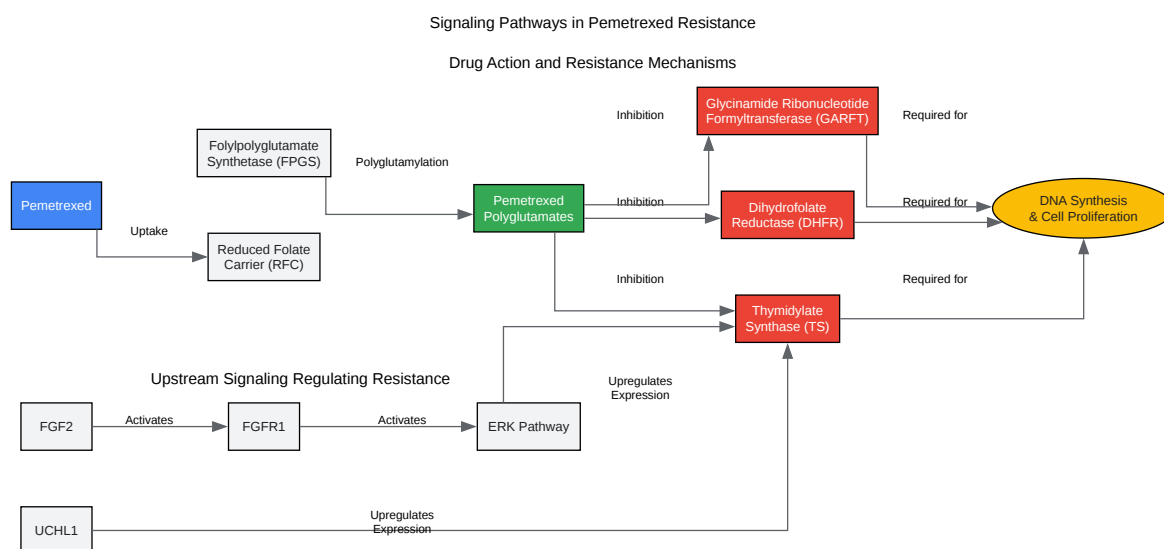 Signaling Pathways in Pemetrexed Resistance
Drug Action and Resistance Mechanisms
Inhibition
Glycinamide Ribonucleotide
Formyltransferase (GARFT)
Required for
Folylpolyglutamate
Synthetase (FPGS)
Polyglutamylation
Pemetrexed
Pemetrexed
Polyglutamates
Inhibition
Dihydrofolate
Reductase (DHFR)
Required for
DNA Synthesis
& Cell Proliferation
Uptake
Reduced Folate
Carrier (RFC)
Inhibition
Required for
Thymidylate
Synthase (TS)
Upstream Signaling Regulating Resistance
Upregulates
Expression
FGF2
Activates
FGFR1
Activates
ERK Pathway
UCHL1
Upregulates
Expression